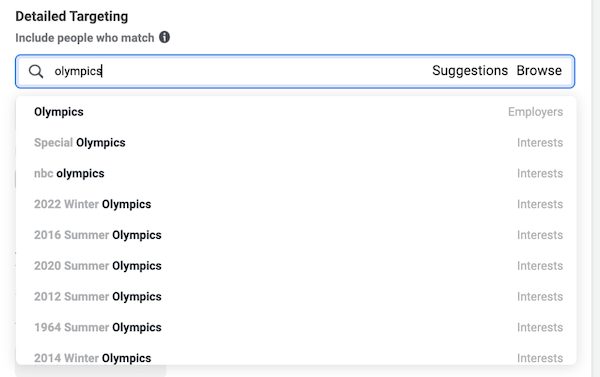 Detailed Targeting
Include people who match
olympics Suggestions Browse
Olympics Employers
Special Olympics Interests
nbc olympics Interests
2022 Winter Olympics Interests
2016 Summer Olympics Interests
2020 Summer Olympics Interests
2012 Summer Olympics Interests
1964 Summer Olympics Interests
2014 Winter Olympics Interests